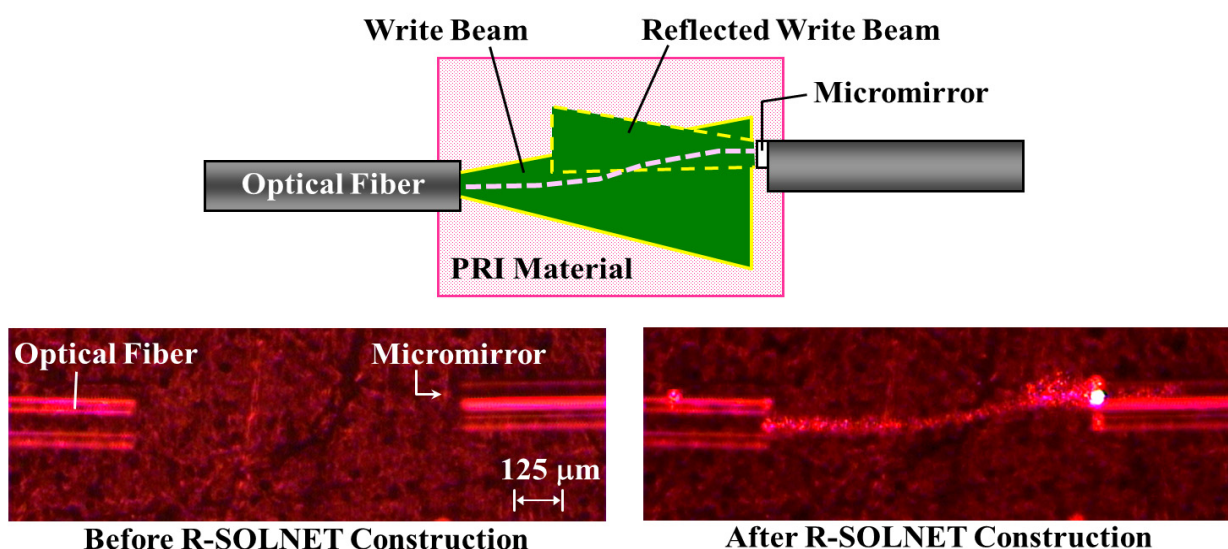 Write Beam
Reflected Write Beam
Micromirror
Optical Fiber
PRI Material
Optical Fiber
Micromirror
125 μm
Before R-SOLNET Construction
After R-SOLNET Construction